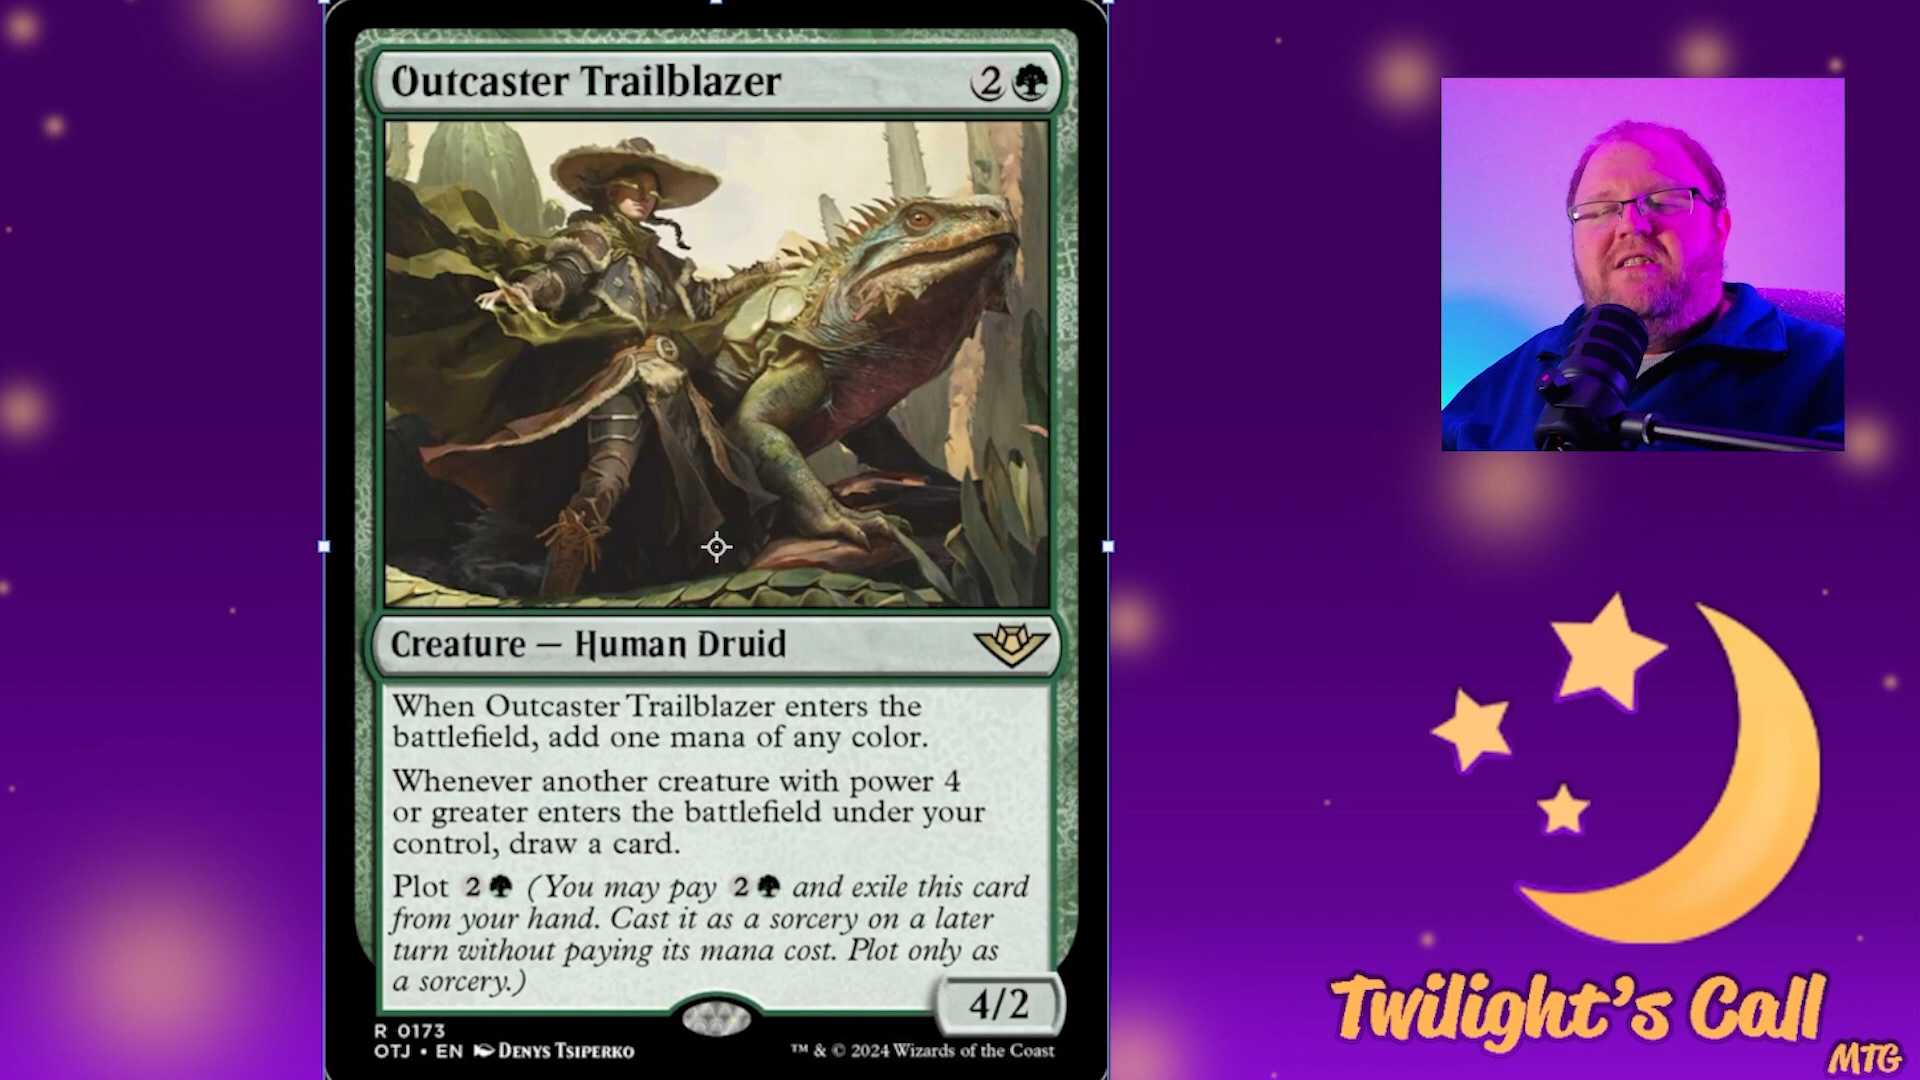 Outcaster Trailblazer 2
Creature — Human Druid
When Outcaster Trailblazer enters the
battlefield, add one mana of any color.
Whenever another creature with power 4
or greater enters the battlefield under your
control, draw a card.
Plot 2 (You may pay 2 and exile this card
from your hand. Cast it as a sorcery on a later
turn without paying its mana cost. Plot only as
a sorcery.)
4/2
R 0173
OTJ • EN DENYS TSIPERKO
™ & © 2024 Wizards of the Coast
Twilight's Call
MTG